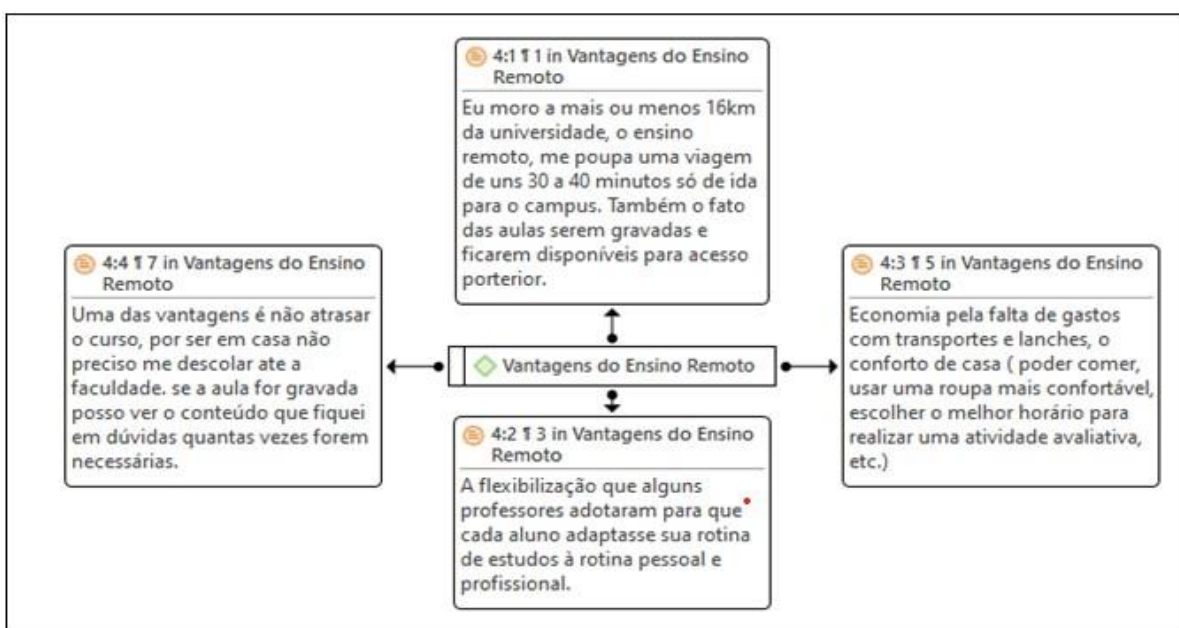 4:1 ¶ 1 in Vantagens do Ensino
Remoto
Eu moro a mais ou menos 16km
da universidade, o ensino
remoto, me poupa uma viagem
de uns 30 a 40 minutos só de ida
para o campus. Também o fato
das aulas serem gravadas e
ficarem disponíveis para acesso
porterior.
4:4 ¶ 7 in Vantagens do Ensino
Remoto
Uma das vantagens é não atrasar
o curso, por ser em casa não
preciso me descolar ate a
faculdade. se a aula for gravada
posso ver o conteúdo que fiquei
em dúvidas quantas vezes forem
necessárias.
Vantagens do Ensino Remoto
4:3 ¶ 5 in Vantagens do Ensino
Remoto
Economia pela falta de gastos
com transportes e lanches, o
conforto de casa ( poder comer,
usar uma roupa mais confortável,
escolher o melhor horário para
realizar uma atividade avaliativa,
etc.)
4:2 ¶ 3 in Vantagens do Ensino
Remoto
A flexibilização que alguns
professores adotaram para que
cada aluno adaptasse sua rotina
de estudos à rotina pessoal e
profissional.